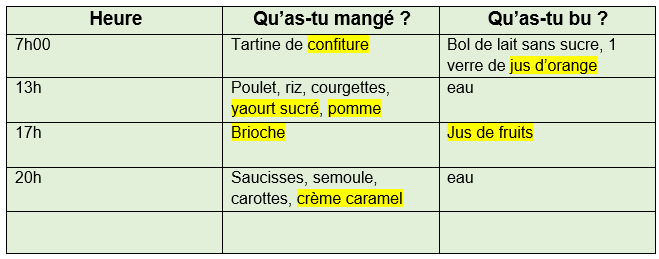 Heure
Qu’as-tu mangé ?
Qu’as-tu bu ?
7h00
Tartine de confiture
Bol de lait sans sucre, 1
verre de jus d’orange
13h
Poulet, riz, courgettes,
yaourt sucré, pomme
eau
17h
Brioche
Jus de fruits
20h
Saucisses, semoule,
carottes, crème caramel
eau